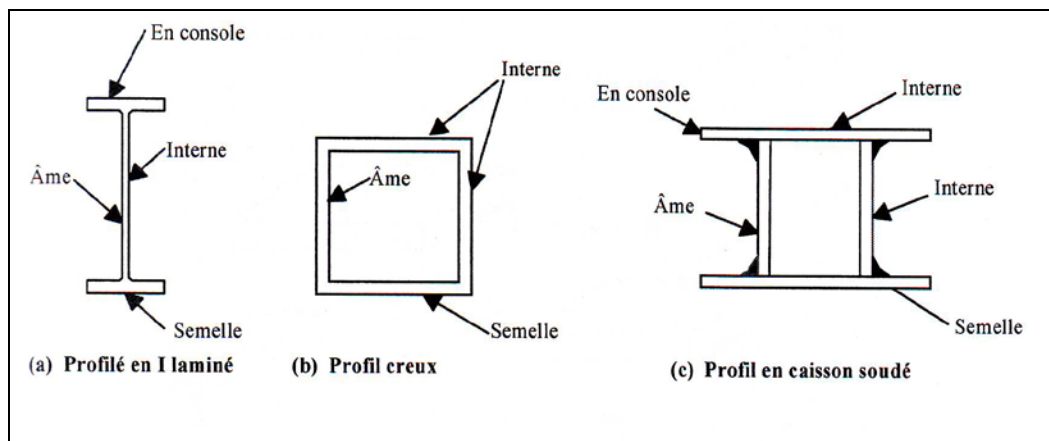 En console
Interne
Âme
Semelle
(a) Profilé en I laminé
Interne
Âme
Semelle
(b) Profil creux
En console
Interne
Âme
Interne
Semelle
(c) Profil en caisson soudé